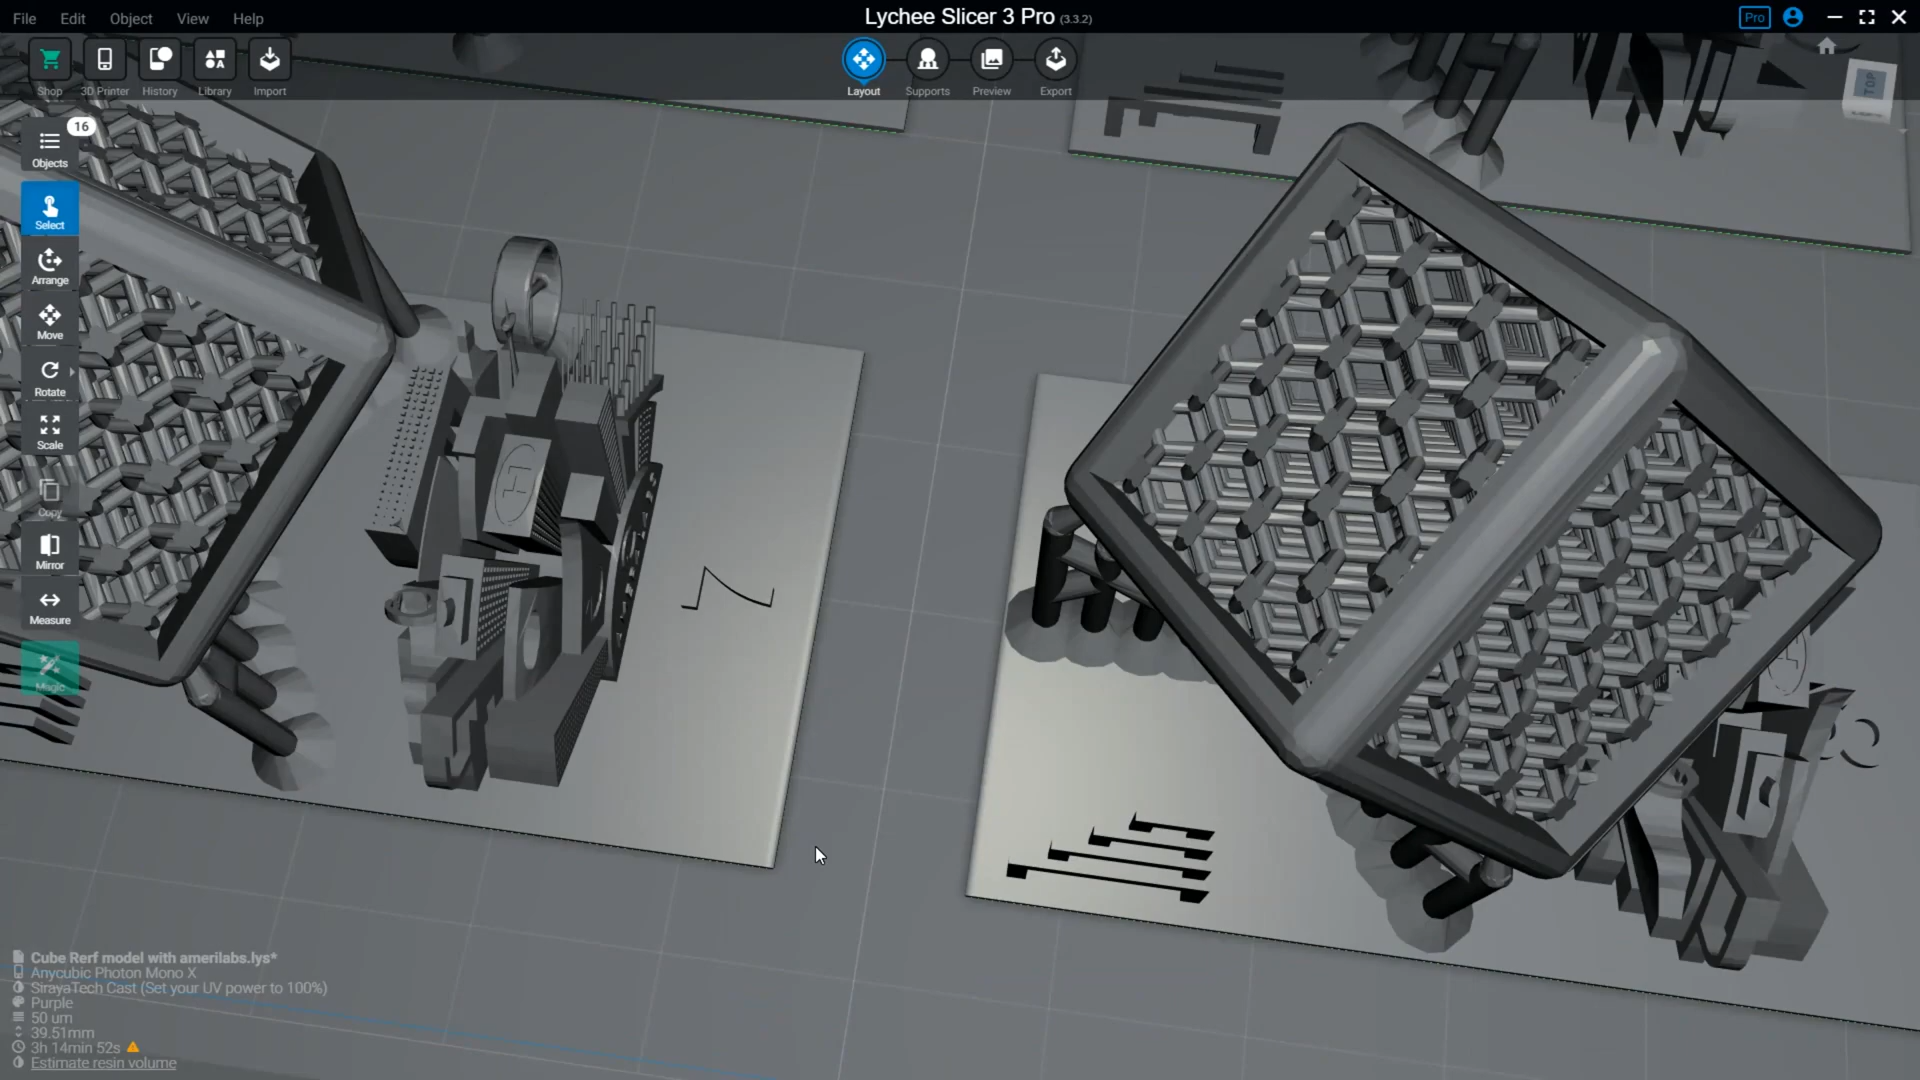 File Edit Object View Help
Lychee Slicer 3 Pro (3.3.2)
Pro
Shop 3D Printer History Library Import
Layout Supports Preview Export
TOP
16
Objects
Select
Arrange
Move
Rotate
Scale
Copy
Mirror
Measure
Magic
Cube Rerf model with amerilabs.lys*
Anycubic Photon Mono X
SirayaTech Cast (Set your UV power to 100%)
Purple
50 um
39.51mm
3h 14min 52s
Estimate resin volume